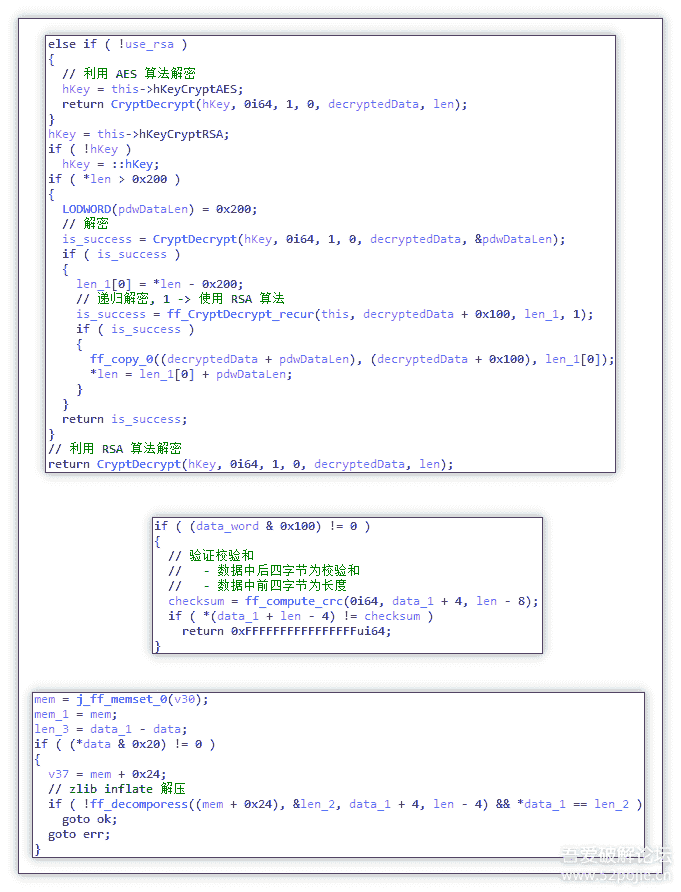 else if ( !use_rsa )
{
  // 利用 AES 算法解密
  hKey = this->hKeyCryptAES;
  return CryptDecrypt(hKey, 0i64, 1, 0, decryptedData, len);
}
hKey = this->hKeyCryptRSA;
if ( !hKey )
  hKey = ::hKey;
if ( *len > 0x200 )
{
  LODWORD(pdwDataLen) = 0x200;
  // 解密
  is_success = CryptDecrypt(hKey, 0i64, 1, 0, decryptedData, &pdwDataLen);
  if ( is_success )
  {
    len_1[0] = *len - 0x200;
    // 递归解密, 1 -> 使用 RSA 算法
    is_success = ff_CryptDecrypt_recur(this, decryptedData + 0x100, len_1, 1);
    if ( is_success )
    {
      ff_copy_0((decryptedData + pdwDataLen), (decryptedData + 0x100), len_1[0]);
      *len = len_1[0] + pdwDataLen;
    }
  }
  return is_success;
}
// 利用 RSA 算法解密
return CryptDecrypt(hKey, 0i64, 1, 0, decryptedData, len);
if ( (data_word & 0x100) != 0 )
{
  // 验证校验和
  //   - 数据中后四字节为校验和
  //   - 数据中前四字节为长度
  checksum = ff_compute_crc(0i64, data_1 + 4, len - 8);
  if ( *(data_1 + len - 4) != checksum )
    return 0xFFFFFFFFFFFFFFFFui64;
}
mem = j_ff_memset_0(v30);
mem_1 = mem;
len_3 = data_1 - data;
if ( (*data & 0x20) != 0 )
{
  v37 = mem + 0x24;
  // zlib inflate 解压
  if ( !ff_decomporess((mem + 0x24), &len_2, data_1 + 4, len - 4) && *data_1 == len_2 )
    goto ok;
  goto err;
}
吾爱破解论坛
www.52pojie.cn